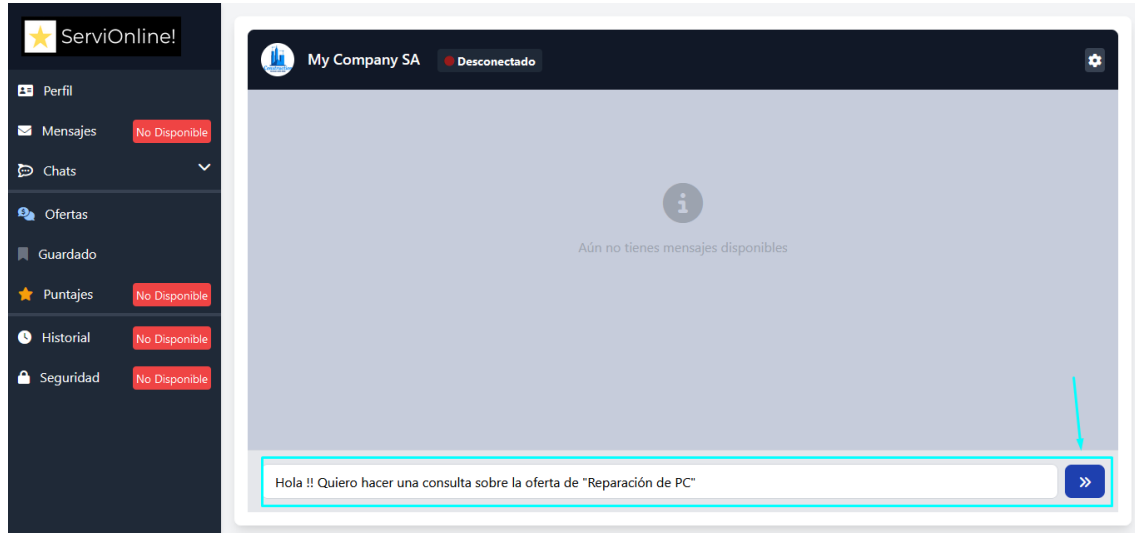 ServiOnline!
My Company SA
Desconectado
Perfil
Mensajes
No Disponible
Chats
Ofertas
Guardado
Puntajes
No Disponible
Historial
No Disponible
Seguridad
No Disponible
Aún no tienes mensajes disponibles
Hola !! Quiero hacer una consulta sobre la oferta de "Reparación de PC"